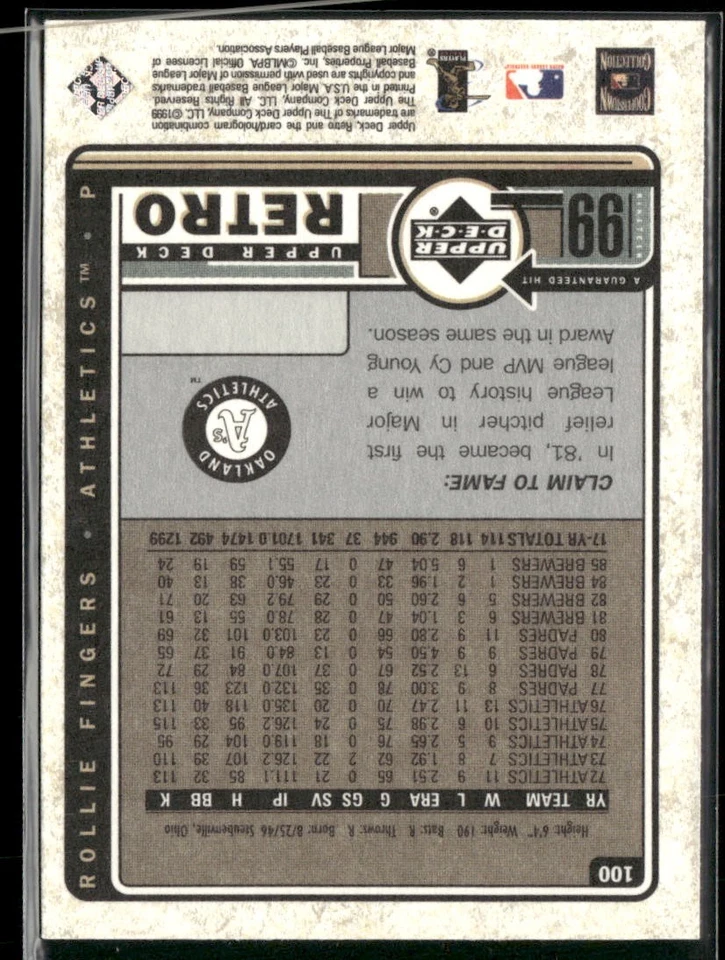 100
Height: 6'4" Weight: 190 Bats: R Throws: R Born: 8/25/46 Steubenville, Ohio
YR TEAM W L ERA G GS SV IP H BB K
72 ATHLETICS 11 9 2.51 65 0 21 111.1 85 32 113
73 ATHLETICS 7 8 1.92 62 2 22 126.2 107 39 110
74 ATHLETICS 9 5 2.65 76 0 18 119.0 104 29 95
75 ATHLETICS 10 6 2.98 75 0 24 126.2 95 33 115
76 ATHLETICS 13 11 2.47 70 0 20 135.0 118 40 113
77 PADRES 8 9 3.00 78 0 35 132.0 123 36 113
78 PADRES 6 13 2.52 67 0 37 107.0 84 29 72
79 PADRES 9 9 4.50 54 0 13 84.0 91 37 65
80 PADRES 11 9 2.80 66 0 23 103.0 101 32 69
81 BREWERS 6 3 1.04 47 0 28 78.0 55 13 61
82 BREWERS 5 6 2.60 50 0 29 79.2 63 20 71
84 BREWERS 1 2 1.96 33 0 23 46.0 38 13 40
85 BREWERS 1 6 5.04 47 0 17 55.1 59 19 24
17-YR TOTALS 114 118 2.90 944 37 341 1701.0 1474 492 1299
CLAIM TO FAME:
In '81, became the first
relief pitcher in Major
League history to win a
league MVP and Cy Young
Award in the same season.
OAKLAND
A's
ATHLETICS™
A GUARANTEED HIT
NINETEEN
99
UPPER
DECK
®
UPPER DECK
RETRO
ROLLIE FINGERS • ATHLETICS™ • P
Upper Deck, Retro and the card/hologram combination
are trademarks of The Upper Deck Company, LLC. ©1999
The Upper Deck Company, LLC. All Rights Reserved.
Printed in the USA. Major League Baseball trademarks
and copyrights are used with permission of Major League
Baseball Properties, Inc. ©MLBPA. Official Licensee of
Major League Baseball Players Association.
COOPERSTOWN
COLLECTION
PLAYERS